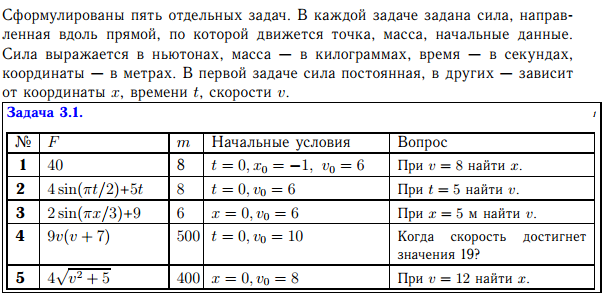 Сформулированы пять отдельных задач. В каждой задаче задана сила, направ-
ленная вдоль прямой, по которой движется точка, масса, начальные данные.
Сила выражается в ньютонах, масса — в килограммах, время — в секундах,
координаты — в метрах. В первой задаче сила постоянная, в других — зависит
от координаты x, времени t, скорости v.
Задача 3.1. t
№ F m Начальные условия Вопрос
1 40 8 t = 0, x₀ = −1, v₀ = 6 При v = 8 найти x.
2 4 sin(πt/2)+5t 8 t = 0, v₀ = 6 При t = 5 найти v.
3 2 sin(πx/3)+9 6 x = 0, v₀ = 6 При x = 5 м найти v.
4 9v(v + 7) 500 t = 0, v₀ = 10 Когда скорость достигнет
значения 19?
5 4√(v² + 5) 400 x = 0, v₀ = 8 При v = 12 найти x.